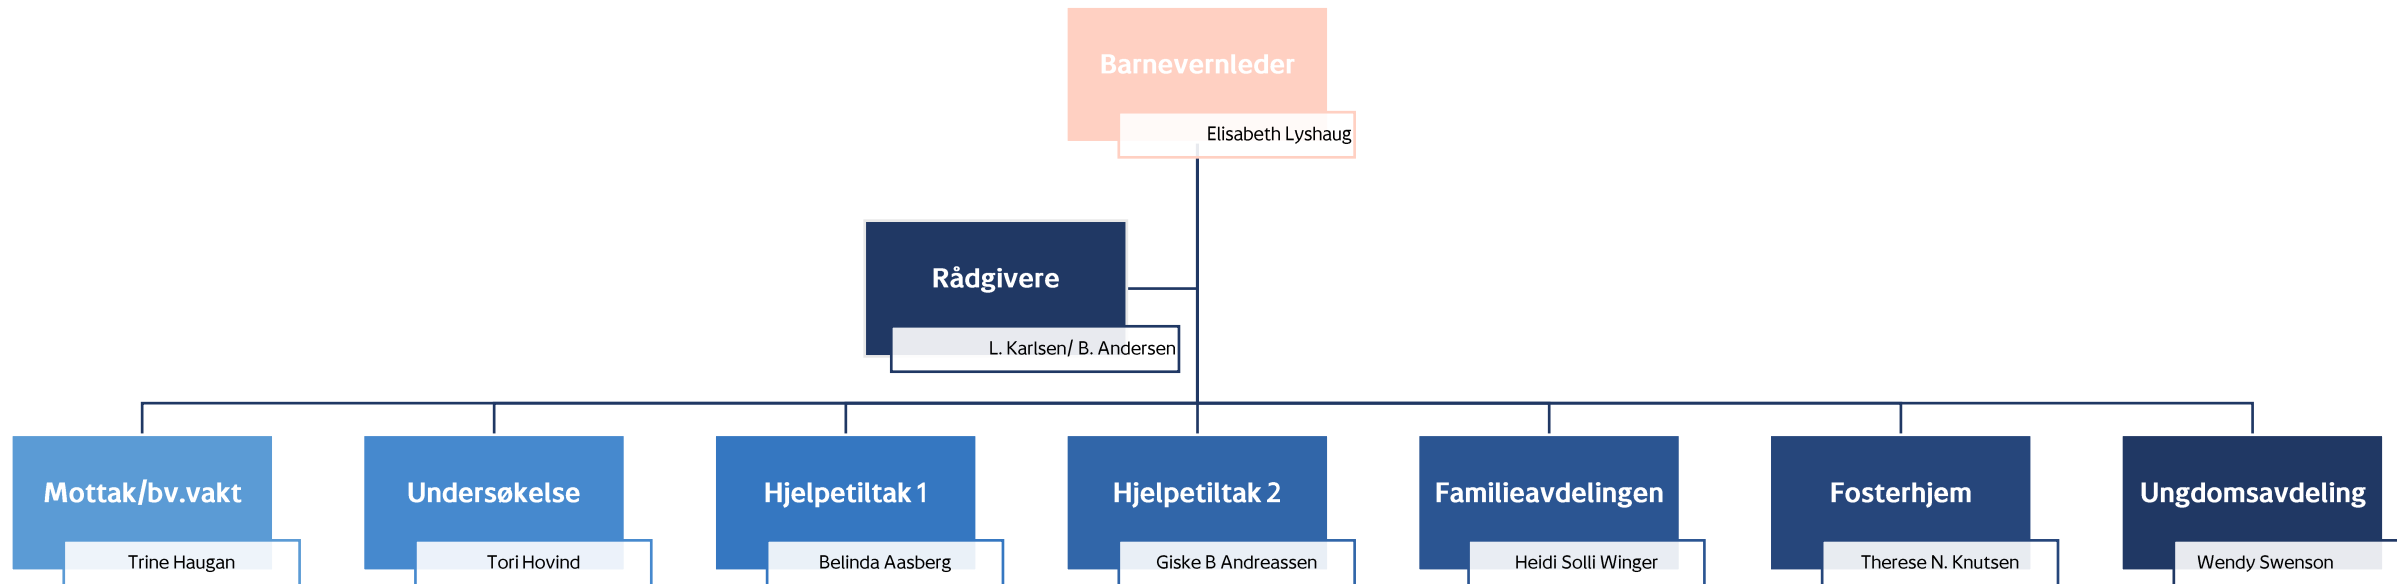 Barnevernleder
Elisabeth Lyshaug
Rådgivere
L. Karlsen/ B. Andersen
Mottak/bv.vakt
Trine Haugan
Undersøkelse
Tori Hovind
Hjelpetiltak 1
Belinda Aasberg
Hjelpetiltak 2
Giske B Andreassen
Familieavdelingen
Heidi Solli Winger
Fosterhjem
Therese N. Knutsen
Ungdomsavdeling
Wendy Swenson